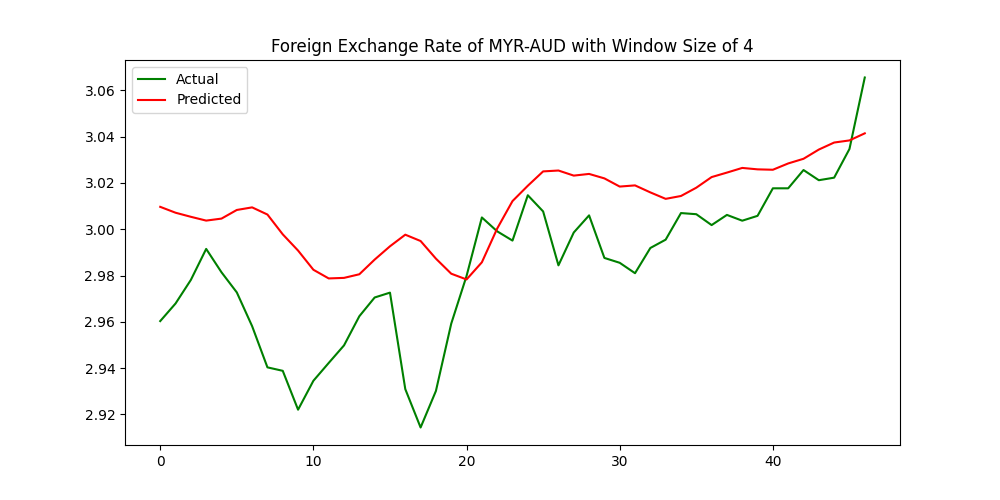 Foreign Exchange Rate of MYR-AUD with Window Size of 4
Actual
Predicted
3.06
3.04
3.02
3.00
2.98
2.96
2.94
2.92
0 10 20 30 40